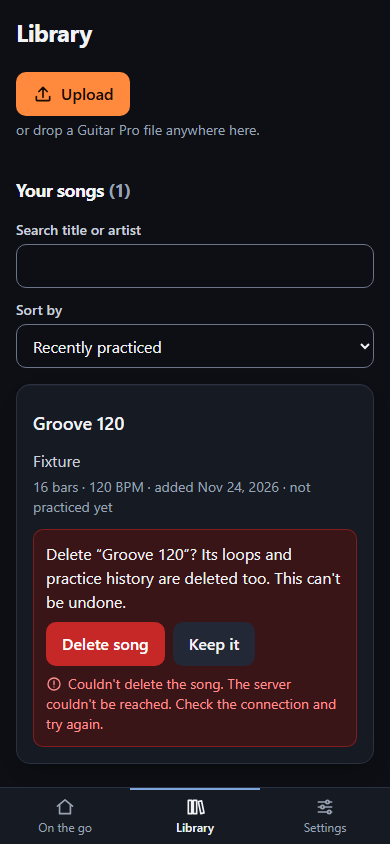 Library
Upload
or drop a Guitar Pro file anywhere here.
Your songs (1)
Search title or artist
Sort by
Recently practiced
Groove 120
Fixture
16 bars · 120 BPM · added Nov 24, 2026 · not
practiced yet
Delete “Groove 120”? Its loops and
practice history are deleted too. This can't
be undone.
Delete song
Keep it
Couldn't delete the song. The server
couldn't be reached. Check the connection and
try again.
On the go
Library
Settings